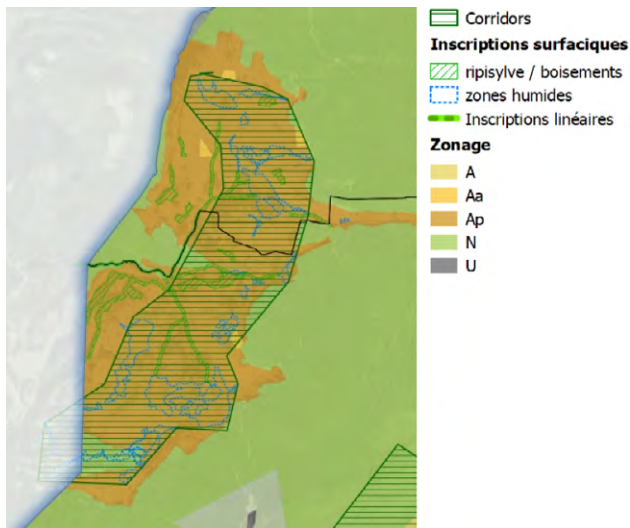 Corridors
Inscriptions surfaciques
ripisylve / boisements
zones humides
Inscriptions linéaires
Zonage
A
Aa
Ap
N
U